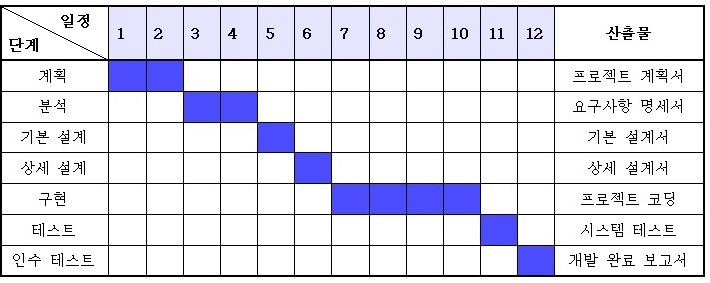 일정
단계
1 2 3 4 5 6 7 8 9 10 11 12 산출물
계획 프로젝트 계획서
분석 요구사항 명세서
기본 설계 기본 설계서
상세 설계 상세 설계서
구현 프로젝트 코딩
테스트 시스템 테스트
인수 테스트 개발 완료 보고서